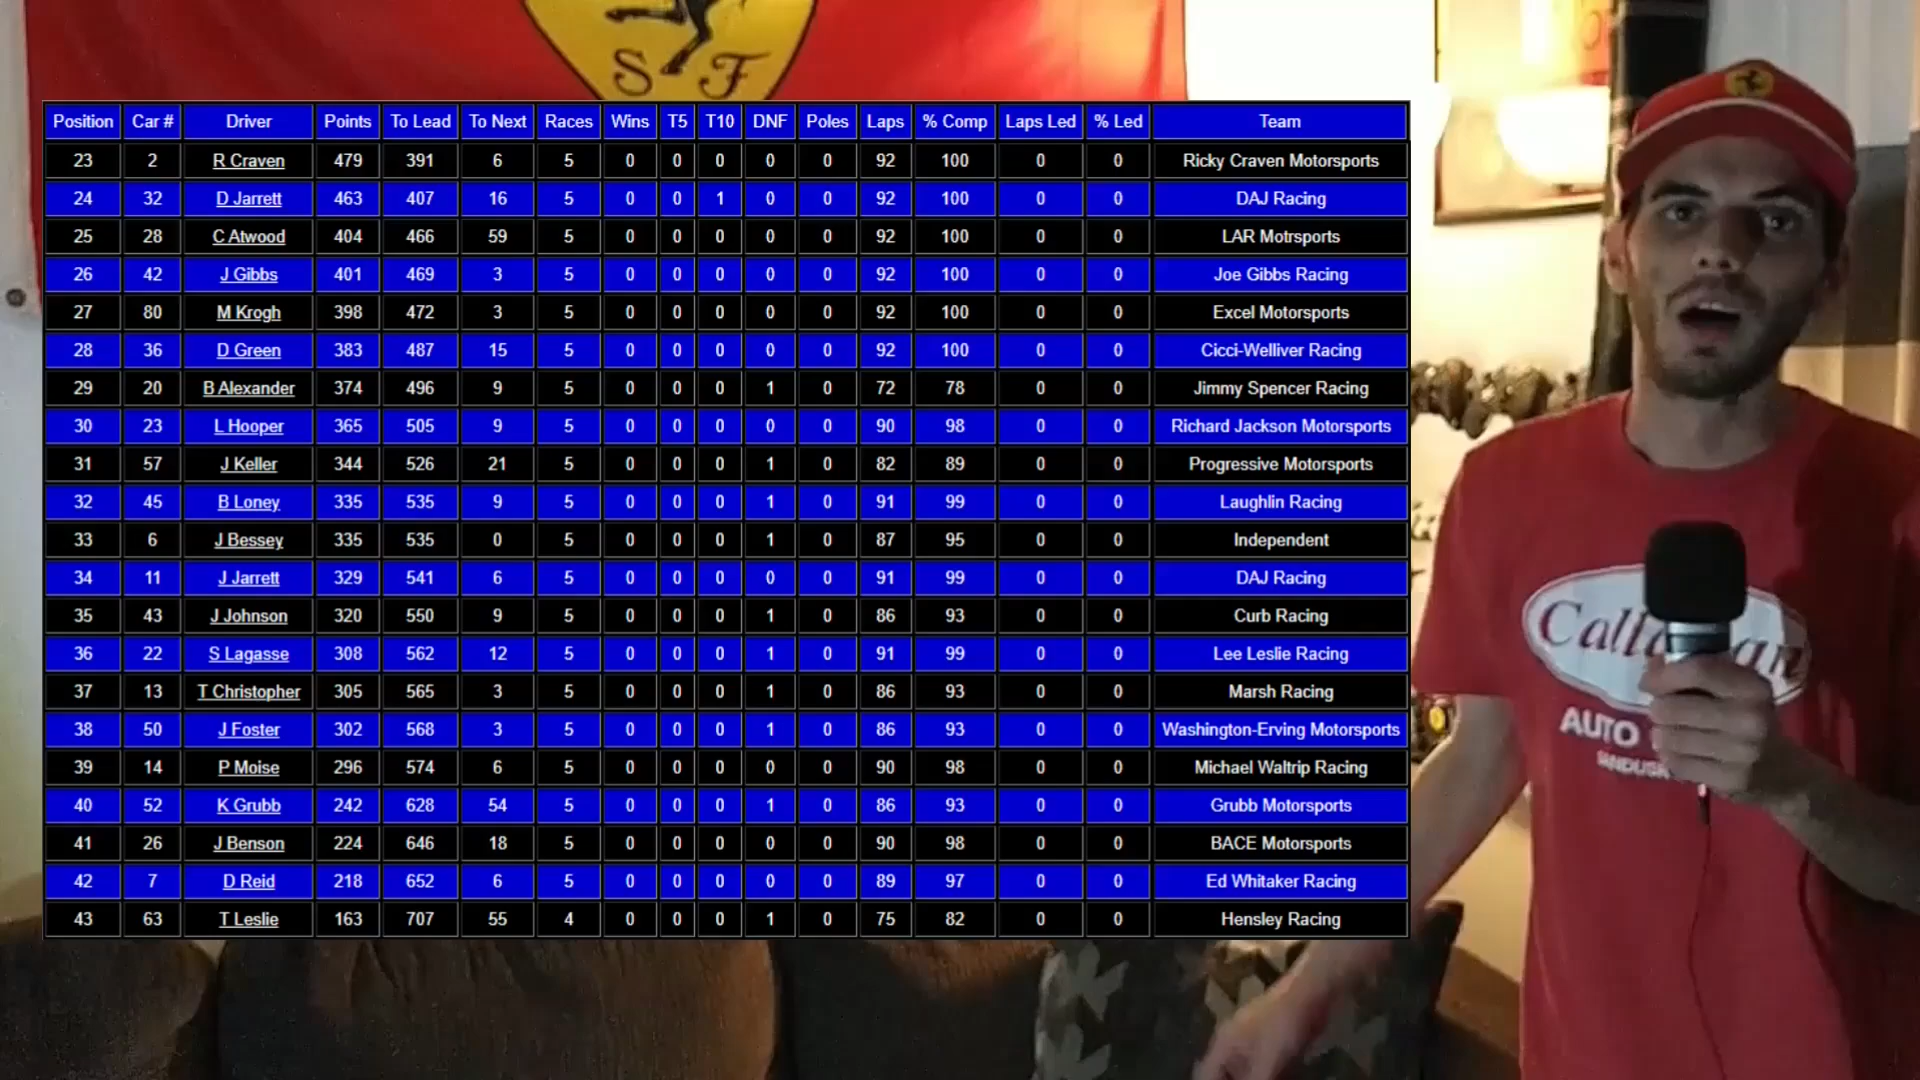 S F
Position Car # Driver Points To Lead To Next Races Wins T5 T10 DNF Poles Laps % Comp Laps Led % Led Team
23 2 R Craven 479 391 6 5 0 0 0 0 0 92 100 0 0 Ricky Craven Motorsports
24 32 D Jarrett 463 407 16 5 0 0 1 0 0 92 100 0 0 DAJ Racing
25 28 C Atwood 404 466 59 5 0 0 0 0 0 92 100 0 0 LAR Motrsports
26 42 J Gibbs 401 469 3 5 0 0 0 0 0 92 100 0 0 Joe Gibbs Racing
27 80 M Krogh 398 472 3 5 0 0 0 0 0 92 100 0 0 Excel Motorsports
28 36 D Green 383 487 15 5 0 0 0 0 0 92 100 0 0 Cicci-Welliver Racing
29 20 B Alexander 374 496 9 5 0 0 0 1 0 72 78 0 0 Jimmy Spencer Racing
30 23 L Hooper 365 505 9 5 0 0 0 0 0 90 98 0 0 Richard Jackson Motorsports
31 57 J Keller 344 526 21 5 0 0 0 1 0 82 89 0 0 Progressive Motorsports
32 45 B Loney 335 535 9 5 0 0 0 1 0 91 99 0 0 Laughlin Racing
33 6 J Bessey 335 535 0 5 0 0 0 1 0 87 95 0 0 Independent
34 11 J Jarrett 329 541 6 5 0 0 0 0 0 91 99 0 0 DAJ Racing
35 43 J Johnson 320 550 9 5 0 0 0 1 0 86 93 0 0 Curb Racing
36 22 S Lagasse 308 562 12 5 0 0 0 1 0 91 99 0 0 Lee Leslie Racing
37 13 T Christopher 305 565 3 5 0 0 0 1 0 86 93 0 0 Marsh Racing
38 50 J Foster 302 568 3 5 0 0 0 1 0 86 93 0 0 Washington-Erving Motorsports
39 14 P Moise 296 574 6 5 0 0 0 0 0 90 98 0 0 Michael Waltrip Racing
40 52 K Grubb 242 628 54 5 0 0 0 1 0 86 93 0 0 Grubb Motorsports
41 26 J Benson 224 646 18 5 0 0 0 0 0 90 98 0 0 BACE Motorsports
42 7 D Reid 218 652 6 5 0 0 0 0 0 89 97 0 0 Ed Whitaker Racing
43 63 T Leslie 163 707 55 4 0 0 0 1 0 75 82 0 0 Hensley Racing
AUTO